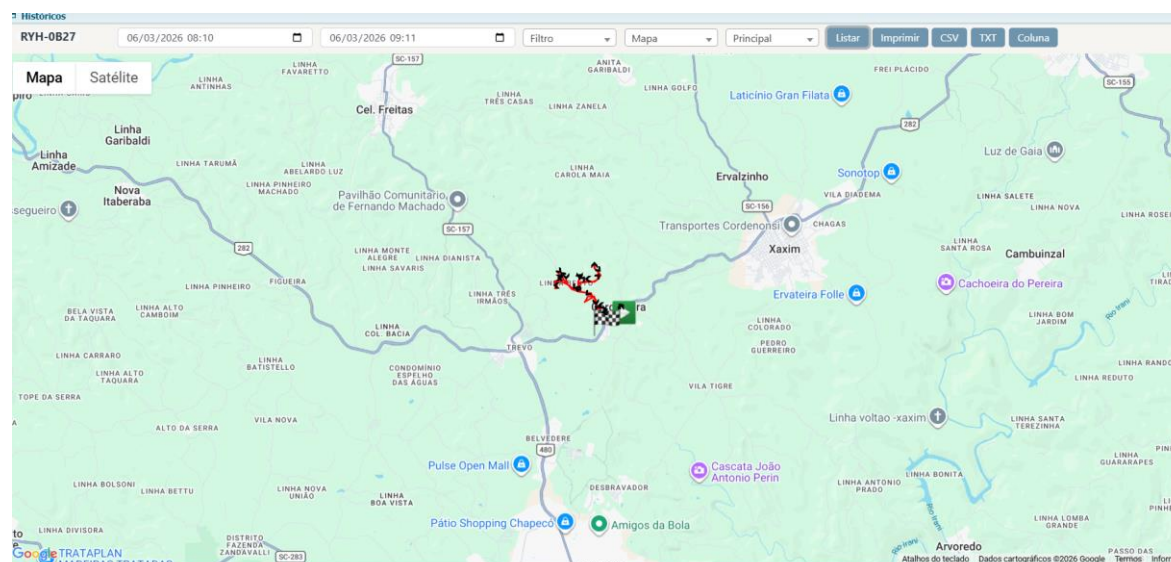 Históricos
RYH-0B27
06/03/2026 08:10
06/03/2026 09:11
Filtro
Mapa
Principal
Listar
Imprimir
CSV
TXT
Coluna
Mapa
Satélite
LINHA
ANTINHAS
LINHA
FAVARETTO
SC-157
Cel. Freitas
LINHA
TRÊS CASAS
LINHA ZANELA
ANITA
GARIBALDI
LINHA GOLFO
Laticínio Gran Filata
FREI PLÁCIDO
SC-155
282
Linha
Garibaldi
Linha
Amizade
LINHA TARUMÃ
LINHA
ABELARDO LUZ
LINHA PINHEIRO
MACHADO
Nova
Itaberaba
Pavilhão Comunitário
de Fernando Machado
SC-157
LINHA
CAROLA MAIA
Ervalzinho
Sonotop
Luz de Gaia
VILA DIADEMA
SC-156
Transportes Cordenonsi
CHAGAS
Xaxim
LINHA SALETE
LINHA NOVA
LINHA
SANTA ROSA
Cambuinzal
282
LINHA MONTE
ALEGRE
LINHA DIANISTA
LINHA SAVARIS
LINHA PINHEIRO
FIGUEIRA
LINHA TRÊS
IRMÃOS
Cachoeira do Pereira
Ervateira Folle
Rio Irani
LINHA ALTO
CAMBOIM
BELA VISTA
DA TAQUARA
LINHA
COL. BACIA
TREVO
LINHA
COLORADO
PEDRO
GUERREIRO
LINHA BOM
JARDIM
LINHA CARRARO
LINHA ALTO
TAQUARA
LINHA
BATISTELLO
CONDOMÍNIO
ESPELHO
DAS ÁGUAS
LINHA REDUTO
VILA TIGRE
TOPE DA SERRA
ALTO DA SERRA
VILA NOVA
Linha voltao -xaxim
LINHA SANTA
TEREZINHA
BELVEDERE
480
Pulse Open Mall
Cascata João
Antonio Perin
LINHA
GUARARAPES
LINHA BONITA
LINHA ANTONIO
PRADO
LINHA BOLSONI
LINHA BETTU
LINHA NOVA
UNIÃO
LINHA
BOA VISTA
DESBRAVADOR
Pátio Shopping Chapecó
Amigos da Bola
LINHA LOMBA
GRANDE
LINHA DIVISORA
DISTRITO
FAZENDA
ZANDAVALLI
SC-283
Google
TRATAPLAN
Rio Irani
Arvoredo
PASSO DAS
Atalhos do teclado
Dados cartográficos ©2026 Google
Termos